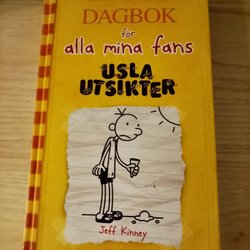 DAGBOK
för
alla mina fans
USLA
UTSIKTER
Jeff Kinney